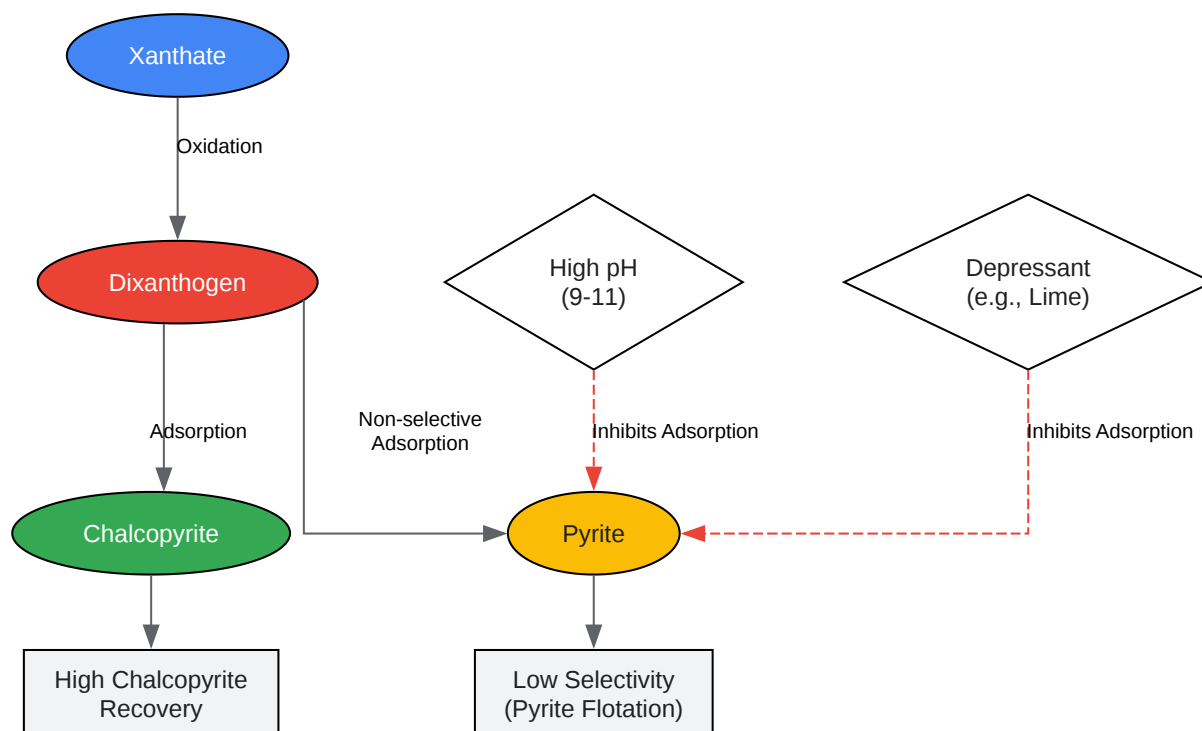 Xanthate
Oxidation
Dixanthogen
High pH
(9-11)
Depressant
(e.g., Lime)
Adsorption
Non-selective
Adsorption
Inhibits Adsorption
Inhibits Adsorption
Chalcopyrite
Pyrite
High Chalcopyrite
Recovery
Low Selectivity
(Pyrite Flotation)